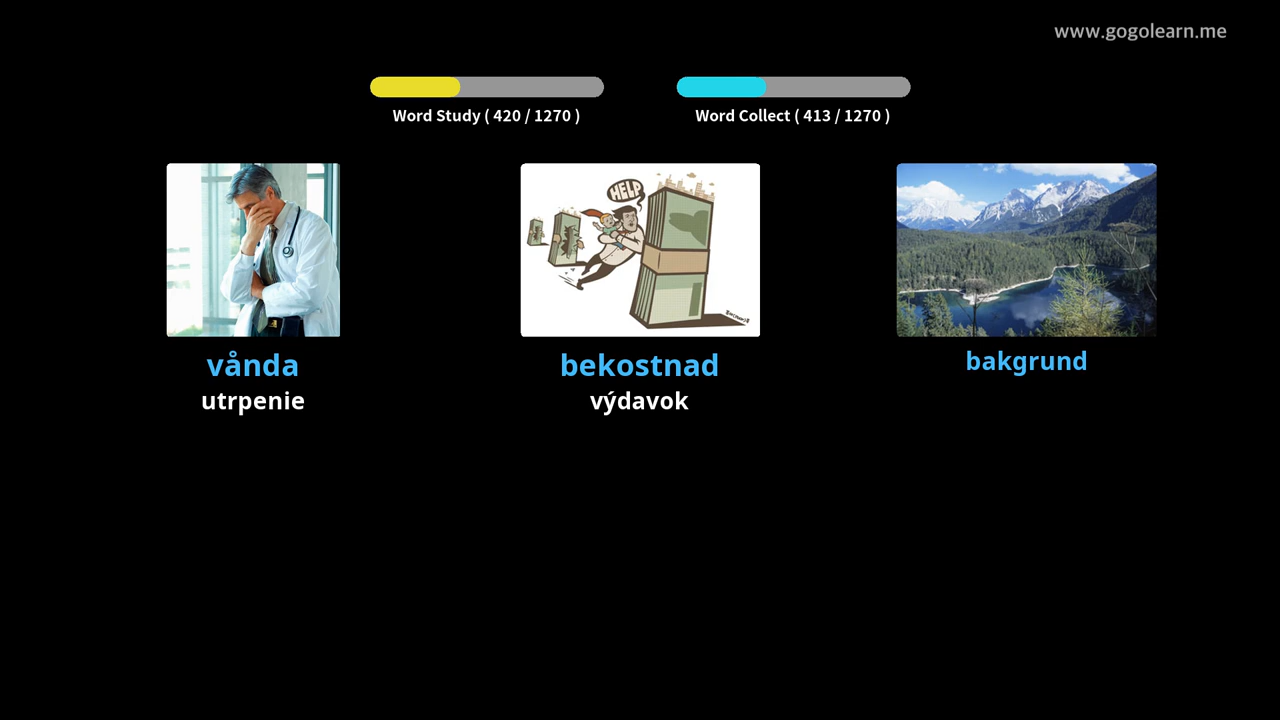 www.gogolearn.me
Word Study ( 420 / 1270 )
Word Collect ( 413 / 1270 )
HELP
vånda
bekostnad
bakgrund
utrpenie
výdavok